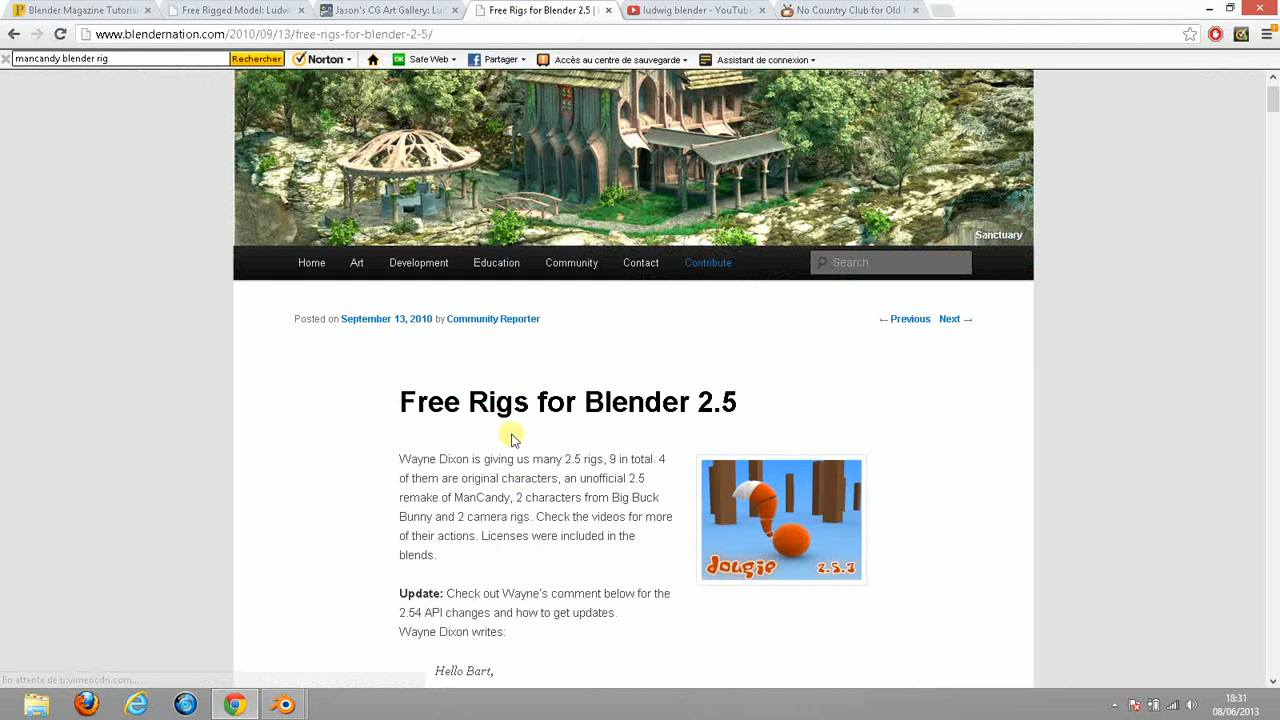 Blender Magazine Tutoria
Free Rigged Model: Ludw
Jason's CG Art Gallery: Lu
Free Rigs for Blender 2.5 |
ludwig blender - YouTube
No Country Club for Old
www.blendernation.com/2010/09/13/free-rigs-for-blender-2-5/
mancandy blender rig
Rechercher
Norton
OK
Safe Web
Partager
Accès au centre de sauvegarde
Assistant de connexion
Sanctuary
Home
Art
Development
Education
Community
Contact
Contribute
Search
Posted on September 13, 2010 by Community Reporter
← Previous Next →
Free Rigs for Blender 2.5
Wayne Dixon is giving us many 2.5 rigs, 9 in total. 4
of them are original characters, an unofficial 2.5
remake of ManCandy, 2 characters from Big Buck
Bunny and 2 camera rigs. Check the videos for more
of their actions. Licenses were included in the
blends.
dougie 2.5.3
Update: Check out Wayne's comment below for the
2.54 API changes and how to get updates.
Wayne Dixon writes:
Hello Bart,
En attente de b.vimeocdn.com...
18:31
08/06/2013